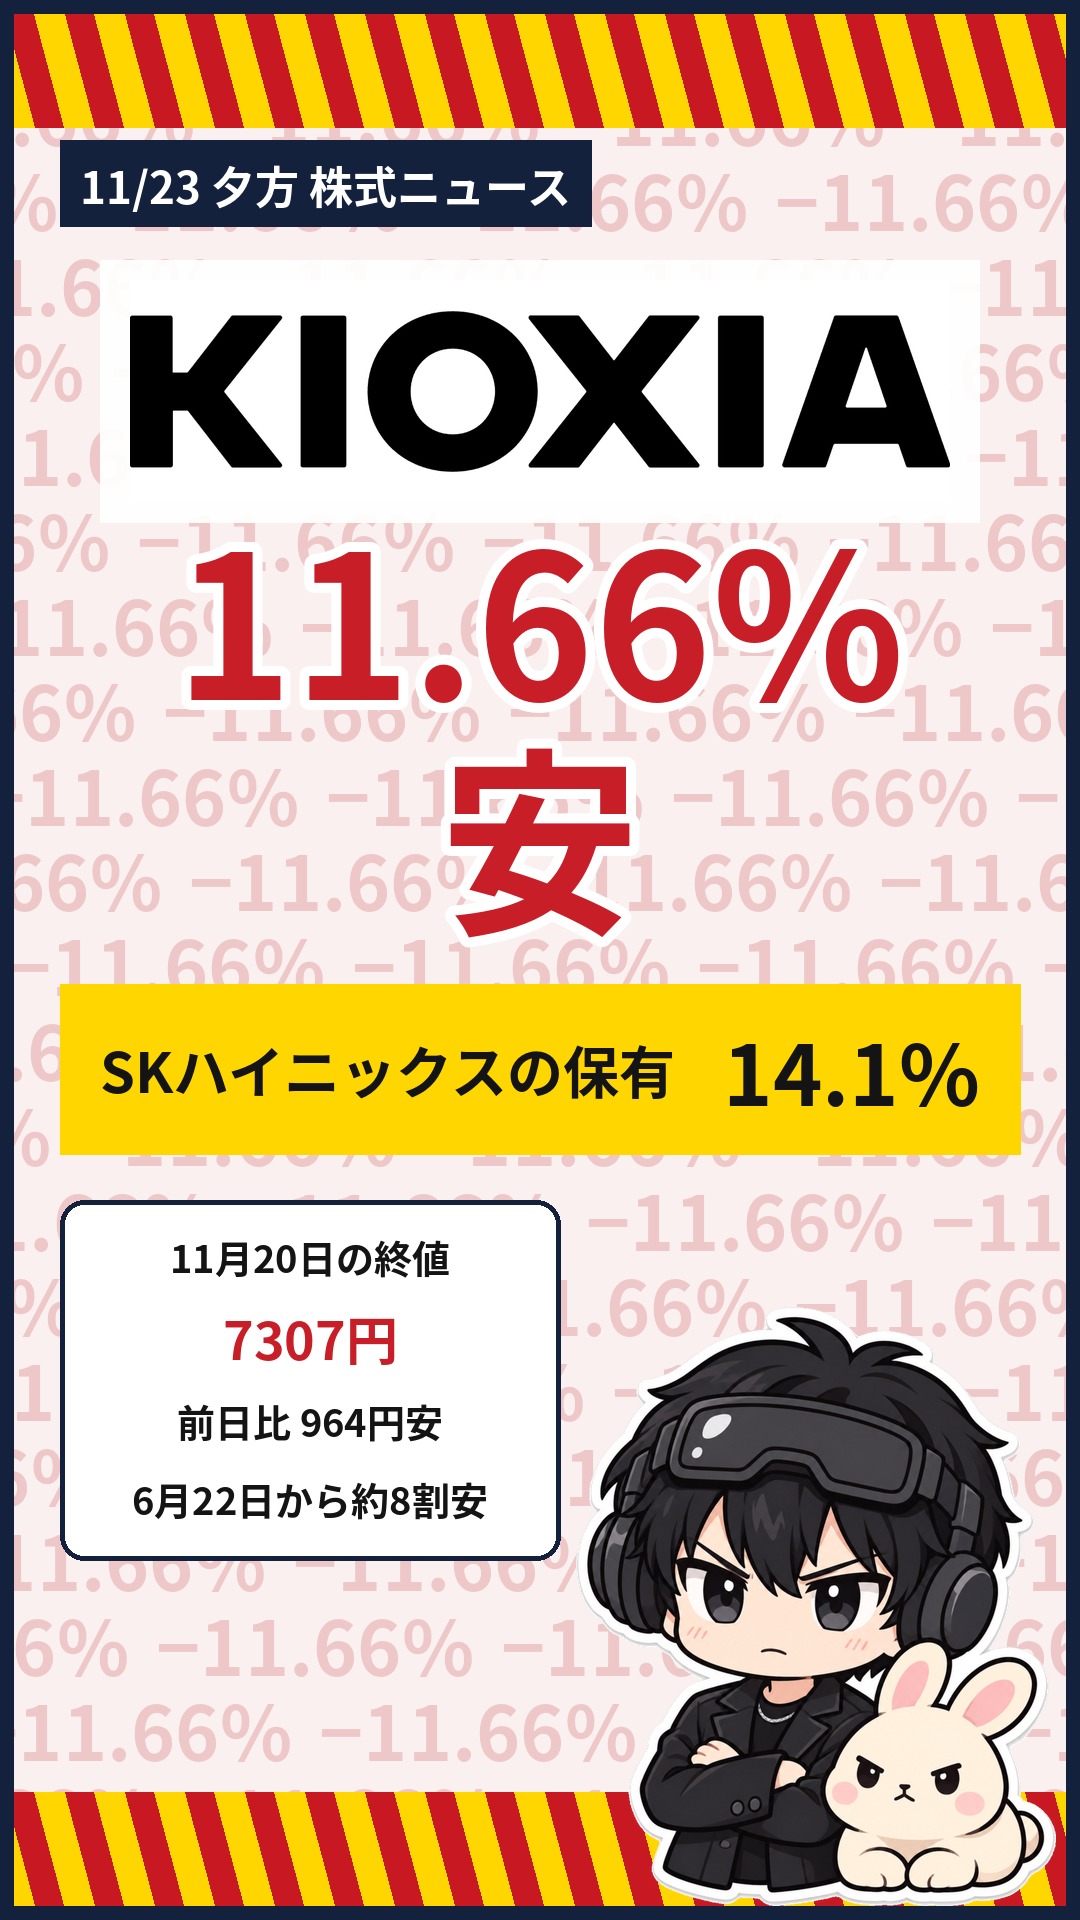 11/23 夕方 株式ニュース
KIOXIA
11.66%
安
SKハイニックスの保有 14.1%
11月20日の終値
7307円
前日比 964円安
6月22日から約8割安
−11.66%